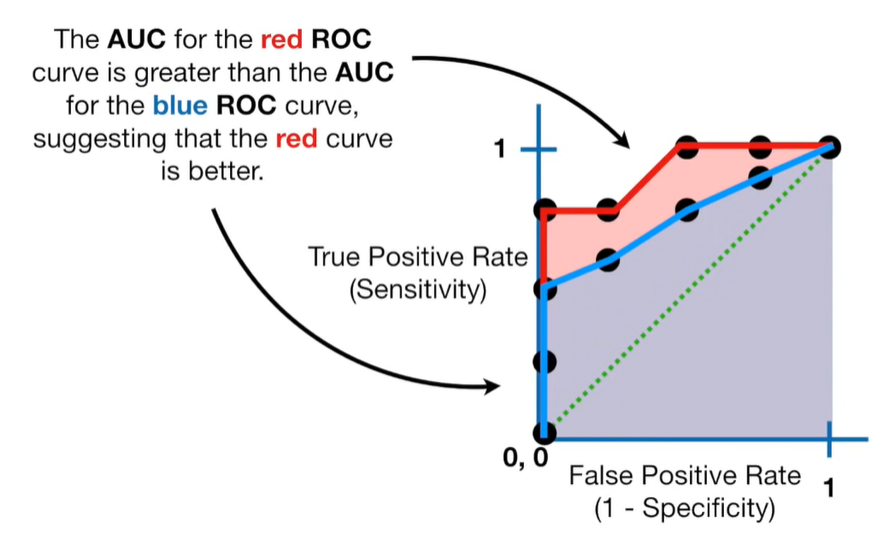 The AUC for the red ROC
curve is greater than the AUC
for the blue ROC curve,
suggesting that the red curve
is better.
1
True Positive Rate
(Sensitivity)
0, 0
False Positive Rate
(1 - Specificity)
1